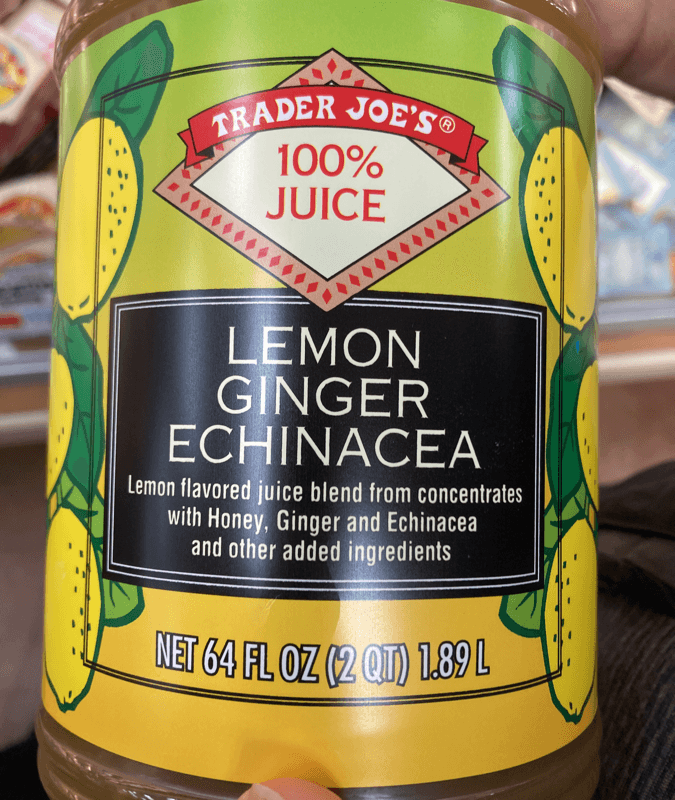 TRADER JOE'S®
100%
JUICE
LEMON
GINGER
ECHINACEA
Lemon flavored juice blend from concentrates
with Honey, Ginger and Echinacea
and other added ingredients
NET 64 FL OZ (2 QT) 1.89 L